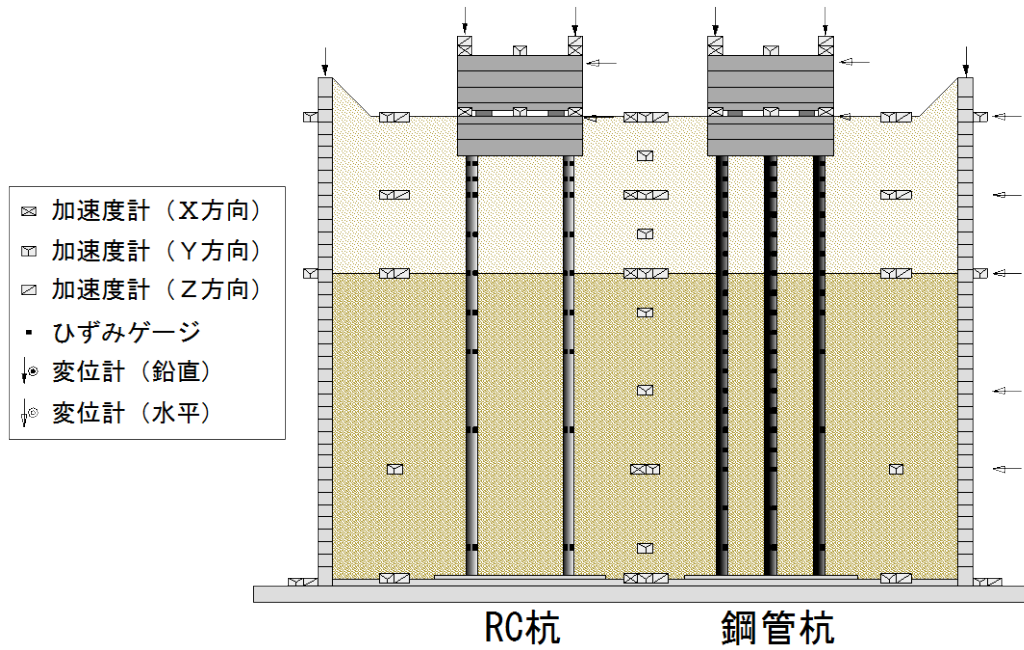 加速度計（Ｘ方向）
加速度計（Ｙ方向）
加速度計（Ｚ方向）
ひずみゲージ
変位計（鉛直）
変位計（水平）
RC杭
鋼管杭